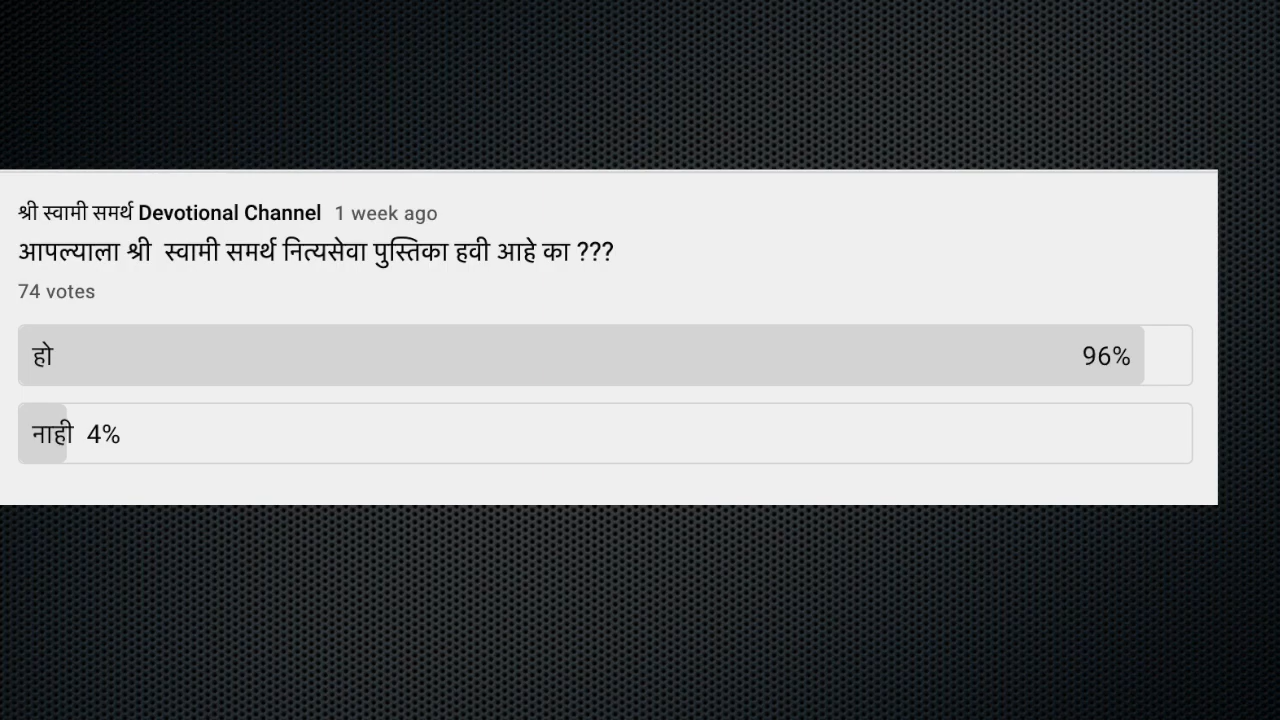 श्री स्वामी समर्थ Devotional Channel 1 week ago
आपल्याला श्री  स्वामी समर्थ नित्यसेवा पुस्तिका हवी आहे का ???
74 votes
हो 96%
नाही 4%